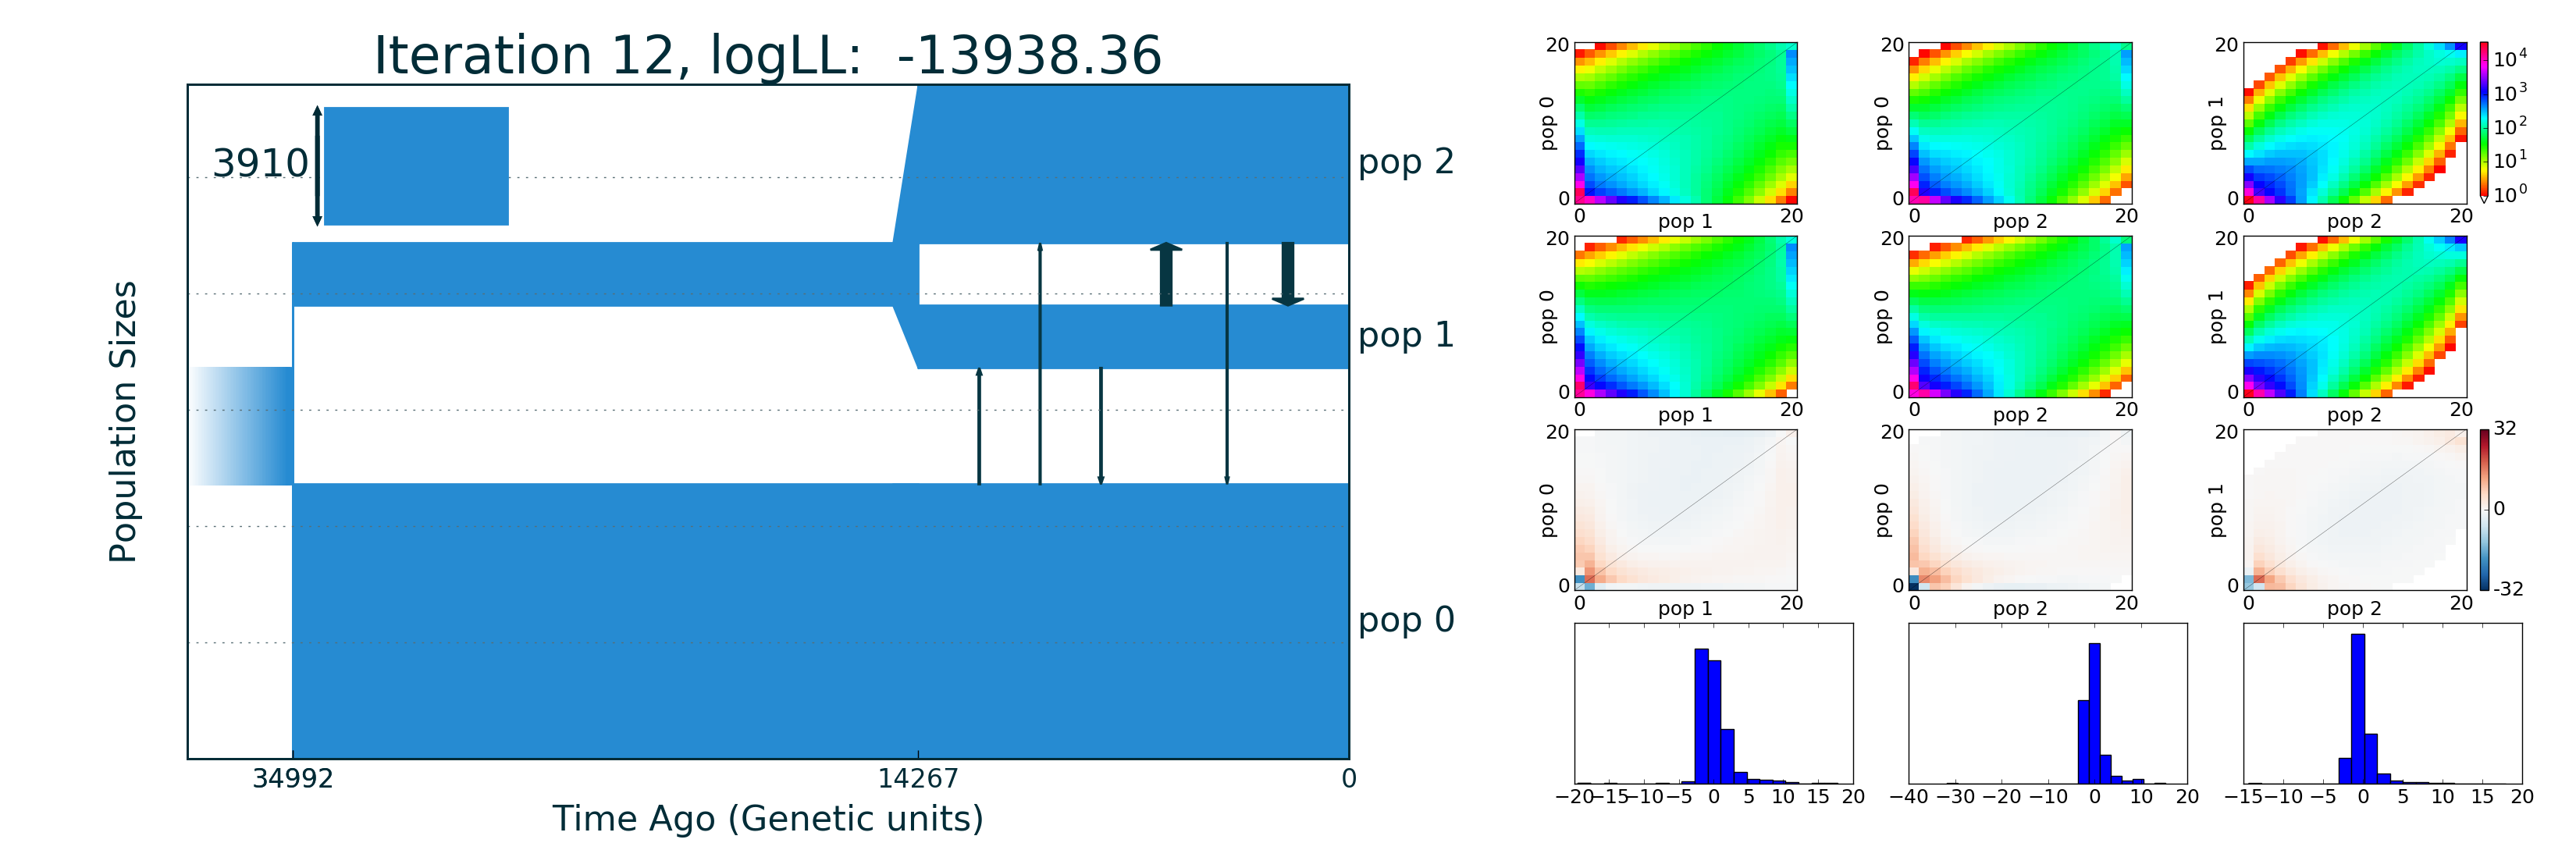 Iteration 12, logLL:  -13938.36
3910
Population Sizes
pop 2
pop 1
pop 0
34992 14267 0
Time Ago (Genetic units)
20 pop 0 0
0 pop 1 20
20 pop 0 0
0 pop 2 20
20 pop 1 0
0 pop 2 20
10^4
10^3
10^2
10^1
10^0
20 pop 0 0
0 pop 1 20
20 pop 0 0
0 pop 2 20
20 pop 1 0
0 pop 2 20
20 pop 0 0
0 pop 1 20
20 pop 0 0
0 pop 2 20
20 pop 1 0
0 pop 2 20
32
0
-32
−20 −15 −10 −5 0 5 10 15 20
−40 −30 −20 −10 0 10 20
−15 −10 −5 0 5 10 15 20